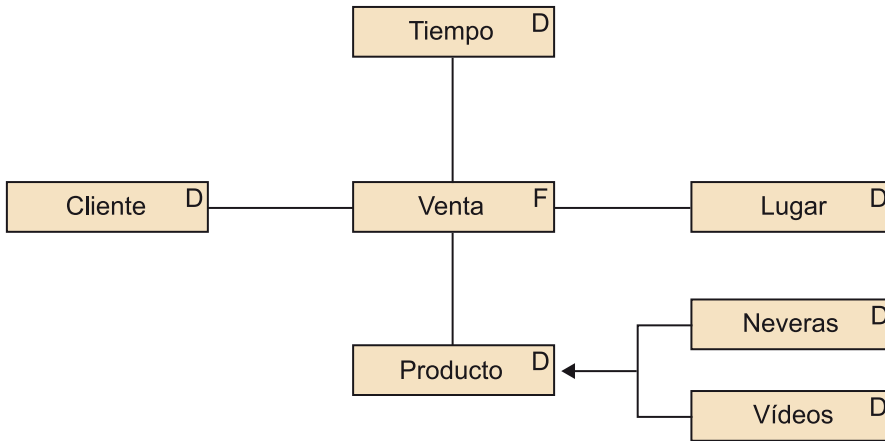 Tiempo D
Cliente D
Venta F
Lugar D
Neveras D
Producto D
Vídeos D